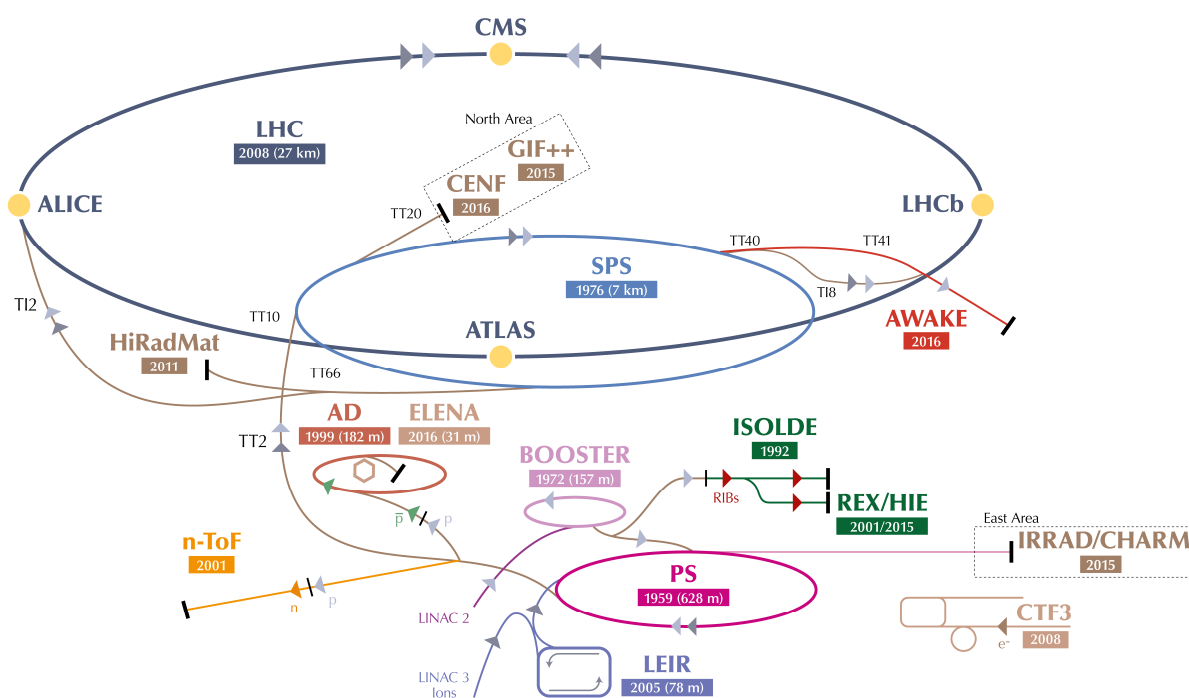 CMS
LHC
2008 (27 km)
North Area
GIF++
2015
CENF
2016
ALICE
LHCb
TT20
TT40
TT41
SPS
1976 (7 km)
TI2
TI8
TT10
ATLAS
AWAKE
2016
HiRadMat
2011
TT66
AD
1999 (182 m)
ELENA
2016 (31 m)
TT2
ISOLDE
1992
BOOSTER
1972 (157 m)
RIBs
REX/HIE
2001/2015
p̅
p
East Area
n-ToF
2001
IRRAD/CHARM
2015
PS
1959 (628 m)
n
p
LINAC 2
CTF3
2008
e⁻
LEIR
2005 (78 m)
LINAC 3
Ions